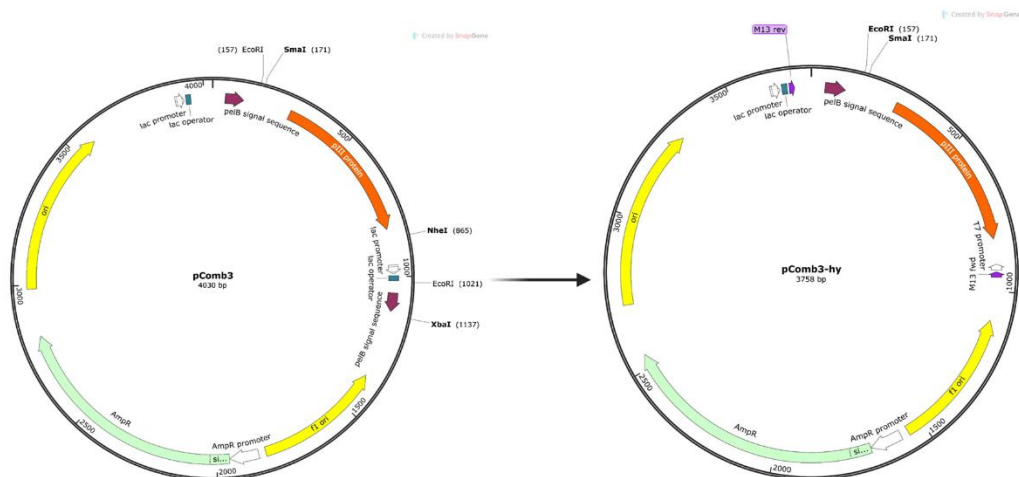 Created by SnapGene
(157) EcoRI
SmaI (171)
4000
lac promoter
lac operator
pelB signal sequence
500
pIII protein
3500
ori
NheI (865)
lac promoter
lac operator
1000
pComb3
4030 bp
EcoRI (1021)
pelB signal sequence
XbaI (1137)
3000
AmpR
2500
AmpR promoter
si...
2000
f1 ori
1500
Created by SnapGene
M13 rev
EcoRI (157)
SmaI (171)
3500
lac promoter
lac operator
pelB signal sequence
500
pIII protein
ori
3000
T7 promoter
M13 fwd
1000
pComb3-hy
3758 bp
2500
AmpR
2000
AmpR promoter
si...
f1 ori
1500